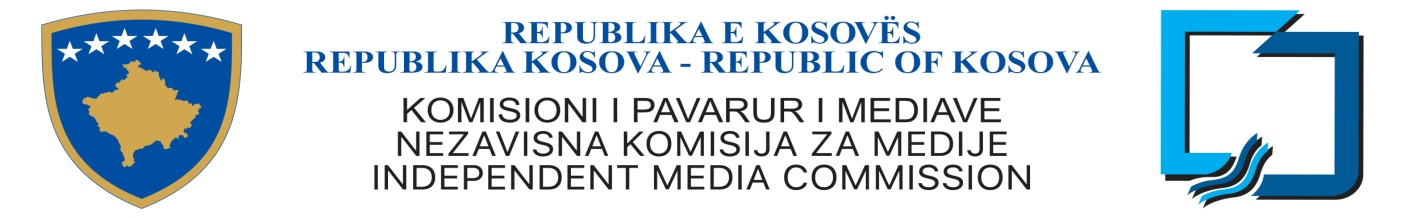 REPUBLIKA E KOSOVËS
REPUBLIKA KOSOVA - REPUBLIC OF KOSOVA
KOMISIONI I PAVARUR I MEDIAVE
NEZAVISNA KOMISIJA ZA MEDIJE
INDEPENDENT MEDIA COMMISSION